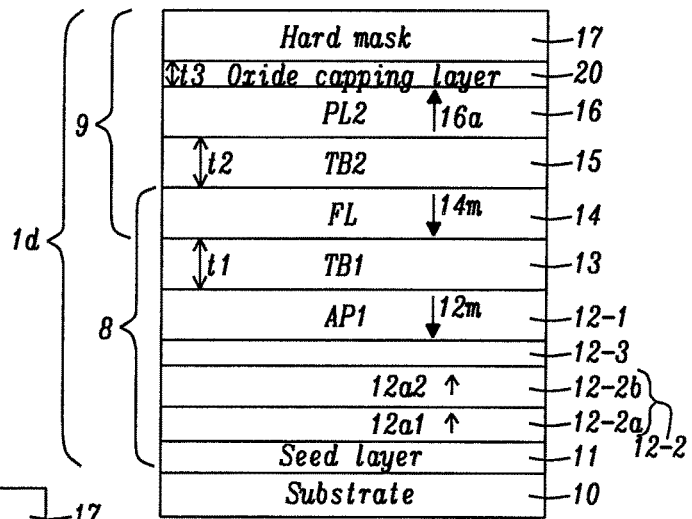 Hard mask 17
t3 Oxide capping layer 20
PL2 16a 16
9
t2 TB2 15
FL 14m 14
1d
t1 TB1 13
AP1 12m 12-1
8
12-3
12a2 12-2b
12a1 12-2a
12-2
Seed layer 11
Substrate 10
17